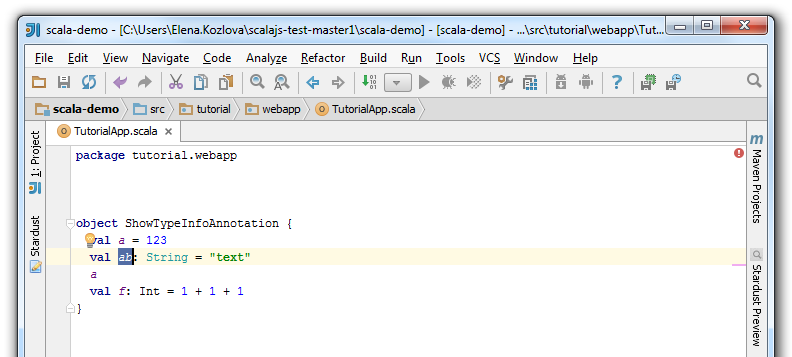 scala-demo - [C:\Users\Elena.Kozlova\scalajs-test-master1\scala-demo] - [scala-demo] - ...\src\tutorial\webapp\Tut...
File Edit View Navigate Code Analyze Refactor Build Run Tools VCS Window Help
scala-demo src tutorial webapp TutorialApp.scala
TutorialApp.scala
1: Project
Stardust
package tutorial.webapp
object ShowTypeInfoAnnotation {
val a = 123
val ab: String = "text"
a
val f: Int = 1 + 1 + 1
}
Maven Projects
Stardust Preview